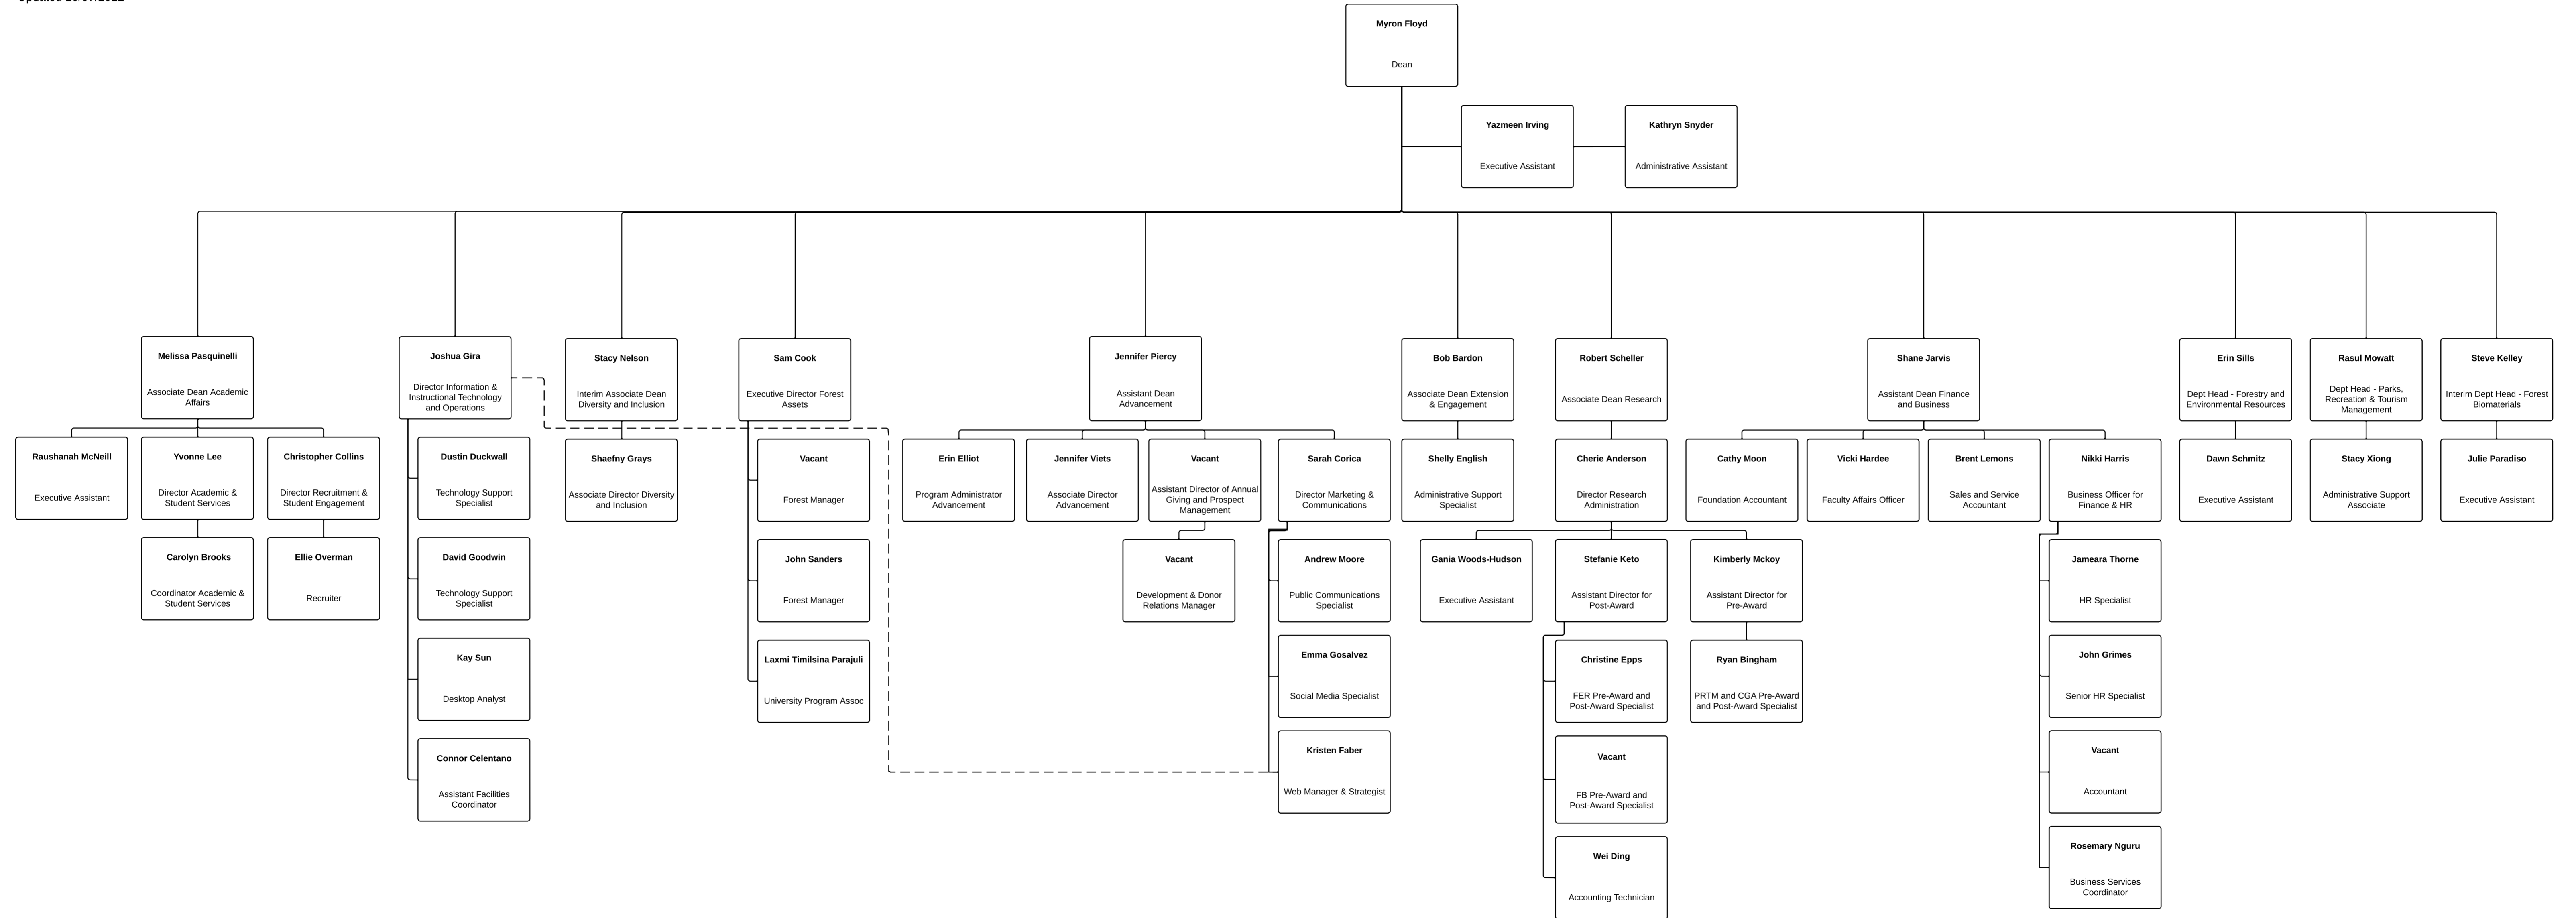 Updated 10/07/2022
Myron Floyd
Dean
Yazmeen Irving
Executive Assistant
Kathryn Snyder
Administrative Assistant
Melissa Pasquinelli
Associate Dean Academic
Affairs
Joshua Gira
Director Information &
Instructional Technology
and Operations
Stacy Nelson
Interim Associate Dean
Diversity and Inclusion
Sam Cook
Executive Director Forest
Assets
Jennifer Piercy
Assistant Dean
Advancement
Bob Bardon
Associate Dean Extension
& Engagement
Robert Scheller
Associate Dean Research
Shane Jarvis
Assistant Dean Finance
and Business
Erin Sills
Dept Head - Forestry and
Environmental Resources
Rasul Mowatt
Dept Head - Parks,
Recreation & Tourism
Management
Steve Kelley
Interim Dept Head - Forest
Biomaterials
Raushanah McNeill
Executive Assistant
Yvonne Lee
Director Academic &
Student Services
Christopher Collins
Director Recruitment &
Student Engagement
Dustin Duckwall
Technology Support
Specialist
Shaefny Grays
Associate Director Diversity
and Inclusion
Vacant
Forest Manager
Erin Elliot
Program Administrator
Advancement
Jennifer Viets
Associate Director
Advancement
Vacant
Assistant Director of Annual
Giving and Prospect
Management
Sarah Corica
Director Marketing &
Communications
Shelly English
Administrative Support
Specialist
Cherie Anderson
Director Research
Administration
Cathy Moon
Foundation Accountant
Vicki Hardee
Faculty Affairs Officer
Brent Lemons
Sales and Service
Accountant
Nikki Harris
Business Officer for
Finance & HR
Dawn Schmitz
Executive Assistant
Stacy Xiong
Administrative Support
Associate
Julie Paradiso
Executive Assistant
Carolyn Brooks
Coordinator Academic &
Student Services
Ellie Overman
Recruiter
David Goodwin
Technology Support
Specialist
John Sanders
Forest Manager
Vacant
Development & Donor
Relations Manager
Andrew Moore
Public Communications
Specialist
Gania Woods-Hudson
Executive Assistant
Stefanie Keto
Assistant Director for
Post-Award
Kimberly Mckoy
Assistant Director for
Pre-Award
Jameara Thorne
HR Specialist
Kay Sun
Desktop Analyst
Laxmi Timilsina Parajuli
University Program Assoc
Emma Gosalvez
Social Media Specialist
Christine Epps
FER Pre-Award and
Post-Award Specialist
Ryan Bingham
PRTM and CGA Pre-Award
and Post-Award Specialist
John Grimes
Senior HR Specialist
Connor Celentano
Assistant Facilities
Coordinator
Kristen Faber
Web Manager & Strategist
Vacant
FB Pre-Award and
Post-Award Specialist
Vacant
Accountant
Wei Ding
Accounting Technician
Rosemary Nguru
Business Services
Coordinator